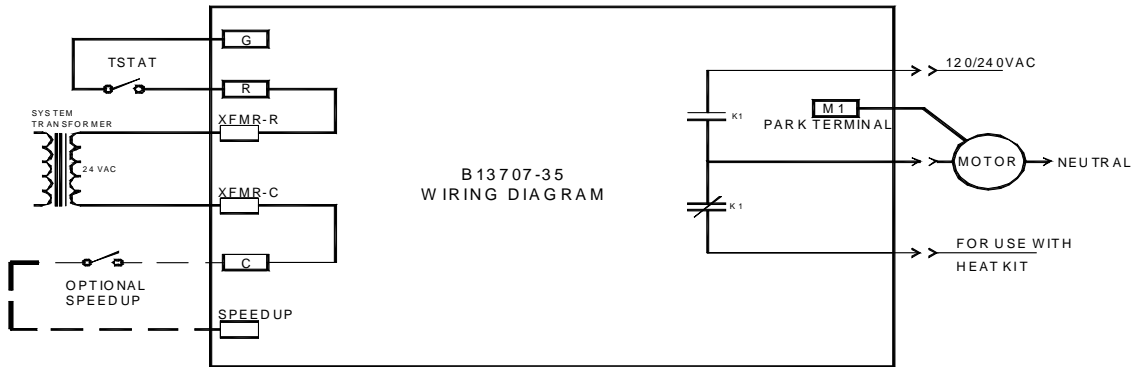 G
TSTAT
R
SYSTEM
TRANSFORMER
XFMR-R
24 VAC
XFMR-C
C
OPTIONAL
SPEEDUP
SPEEDUP
B13707-35
WIRING DIAGRAM
120/240VAC
K1
M1
PARK TERMINAL
MOTOR
NEUTRAL
K1
FOR USE WITH
HEAT KIT